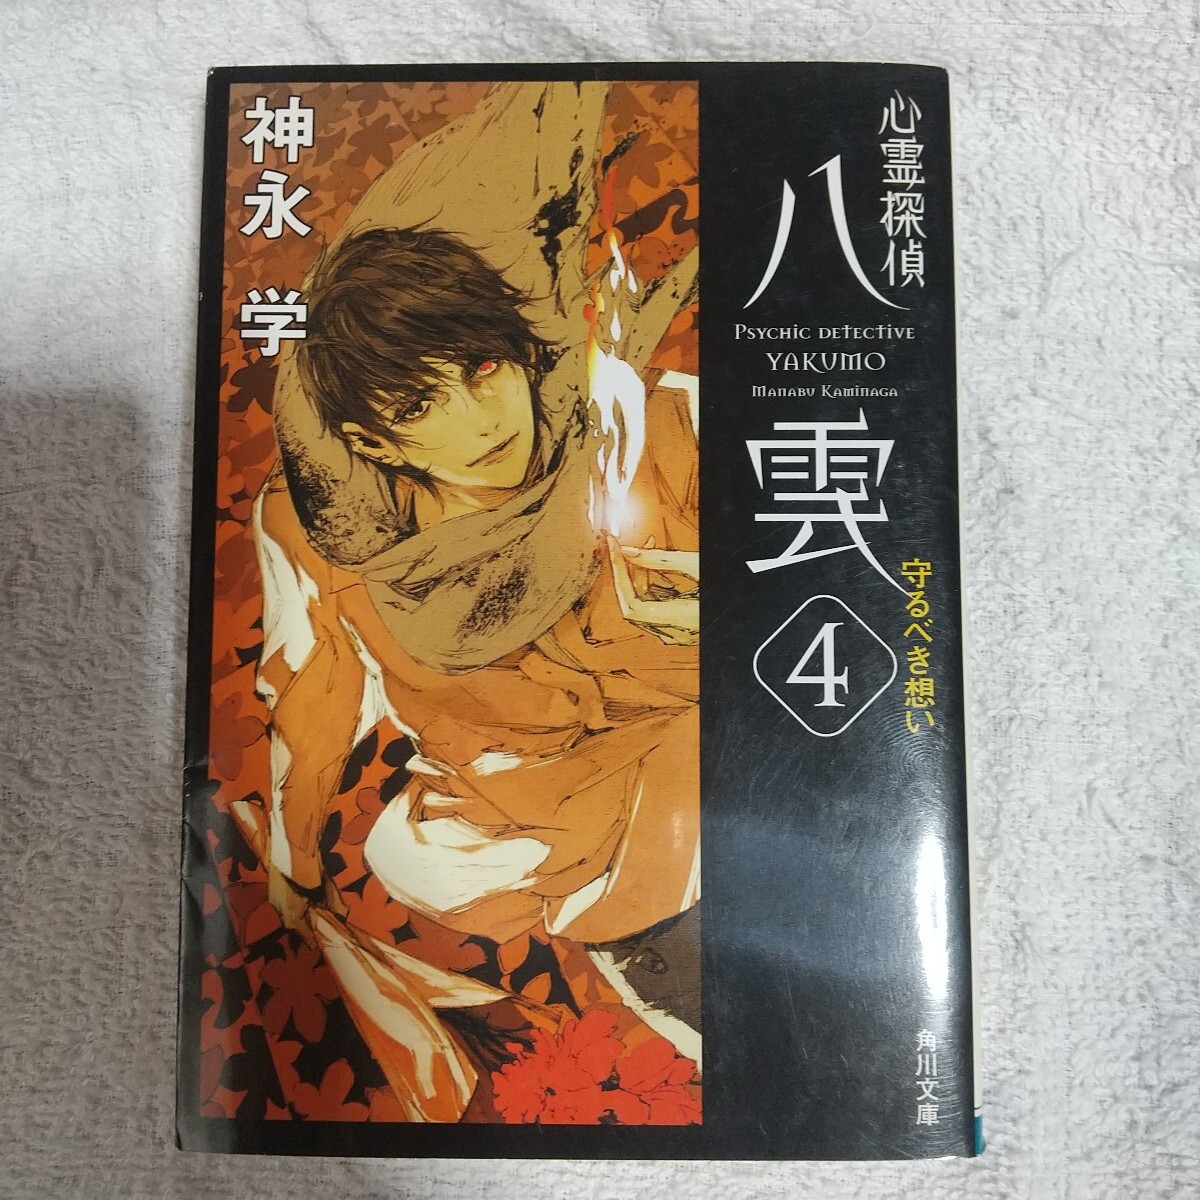 心霊探偵
八雲
PSYCHIC DETECTIVE
YAKUMO
MANABU KAMINAGA
4
守るべき想い
神永 学
角川文庫